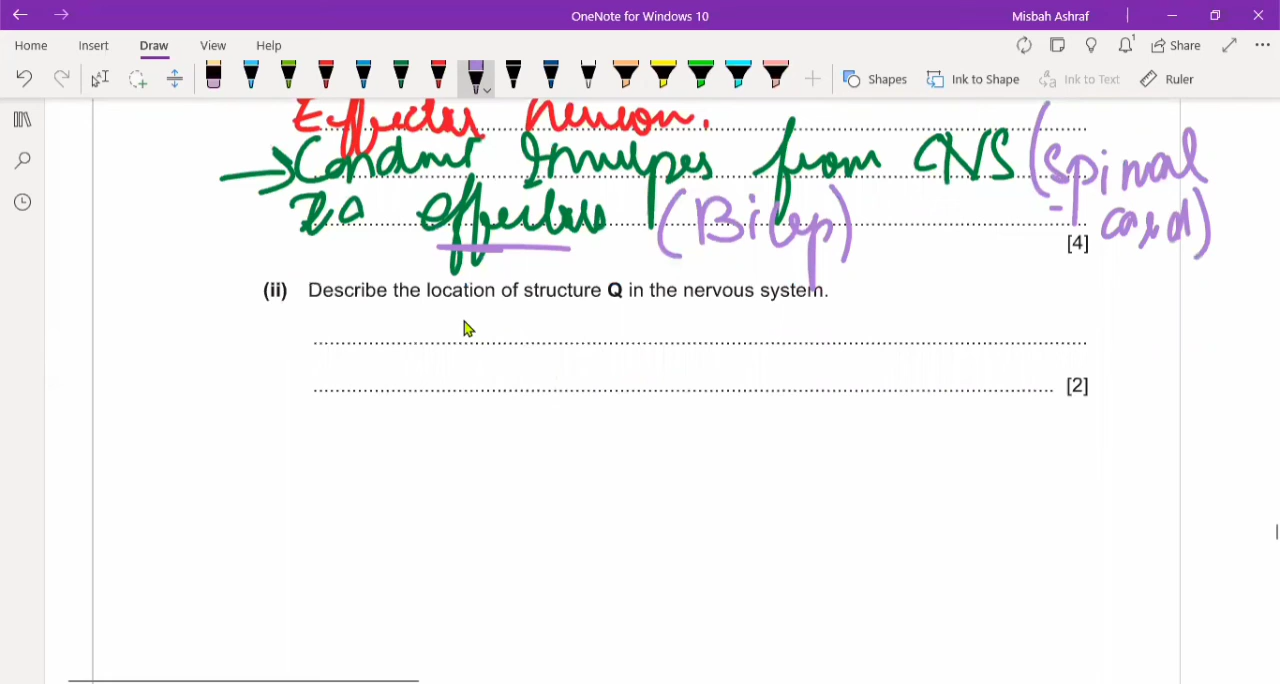 OneNote for Windows 10
Misbah Ashraf
Home Insert Draw View Help
Share
Shapes Ink to Shape Ink to Text Ruler
Effector Neuron.
→ Conduct Impulses from CNS (Spinal cord)
to effectors (Bicep)
[4]
(ii) Describe the location of structure Q in the nervous system.
[2]